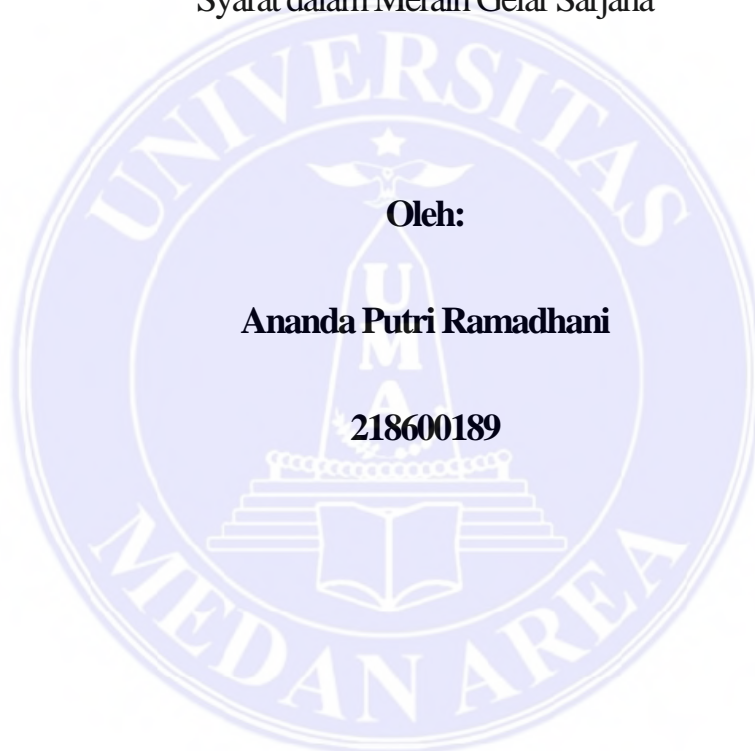 Syarat dalam Meraih Gelar Sarjana
UNIVERSITAS
Oleh:
U
Ananda Putri Ramadhani
M
A
218600189
MEDAN AREA